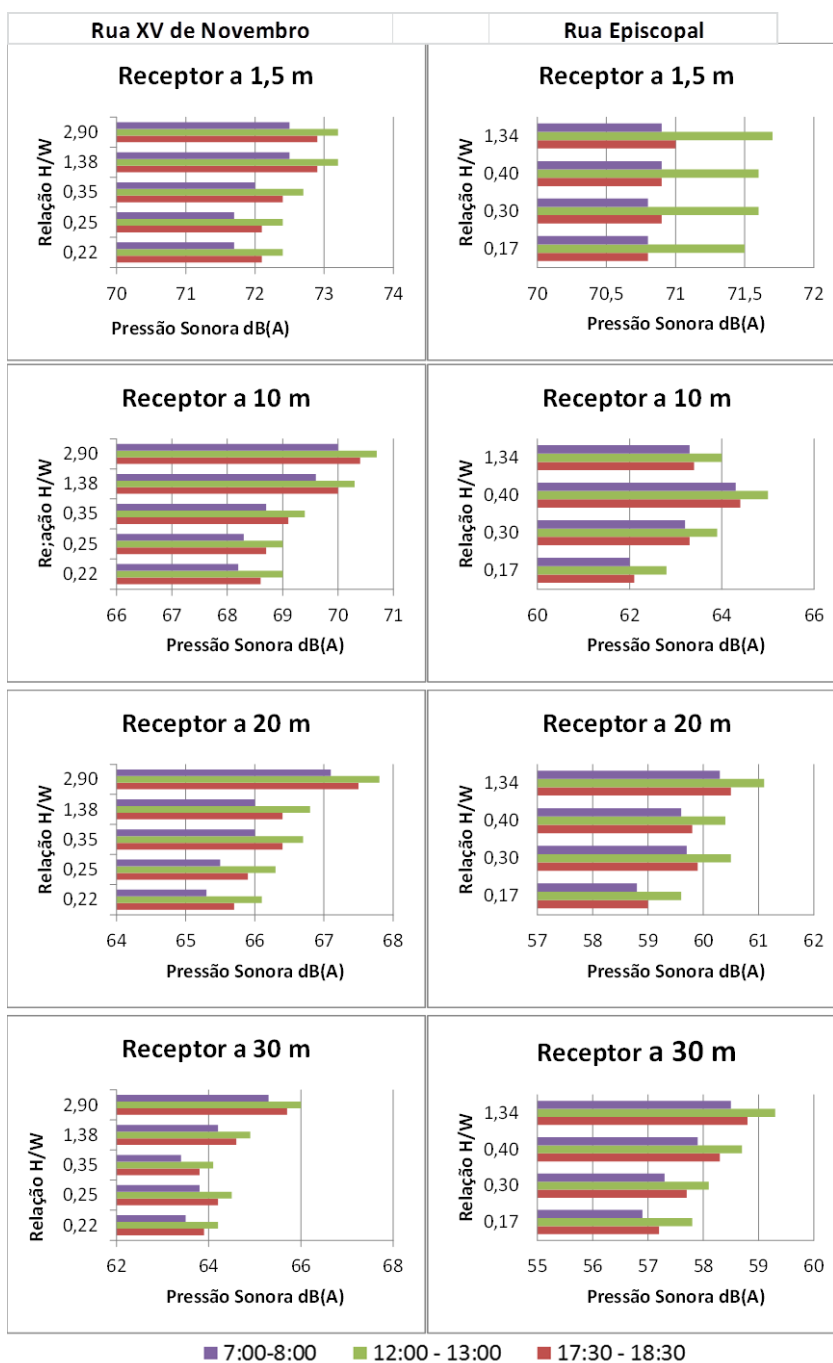 Rua XV de Novembro
Rua Episcopal
Receptor a 1,5 m
Relação H/W
2,90
1,38
0,35
0,25
0,22
70 71 72 73 74
Pressão Sonora dB(A)
Receptor a 1,5 m
Relação H/W
1,34
0,40
0,30
0,17
70 70,5 71 71,5 72
Pressão Sonora dB(A)
Receptor a 10 m
Re;ação H/W
2,90
1,38
0,35
0,25
0,22
66 67 68 69 70 71
Pressão Sonora dB(A)
Receptor a 10 m
Relação H/W
1,34
0,40
0,30
0,17
60 62 64 66
Pressão Sonora dB(A)
Receptor a 20 m
Relação H/W
2,90
1,38
0,35
0,25
0,22
64 65 66 67 68
Pressão Sonora dB(A)
Receptor a 20 m
Relação H/W
1,34
0,40
0,30
0,17
57 58 59 60 61 62
Pressão Sonora dB(A)
Receptor a 30 m
Relação H/W
2,90
1,38
0,35
0,25
0,22
62 64 66 68
Pressão Sonora dB(A)
Receptor a 30 m
Relação H/W
1,34
0,40
0,30
0,17
55 56 57 58 59 60
Pressão Sonora dB(A)
7:00-8:00 12:00 - 13:00 17:30 - 18:30